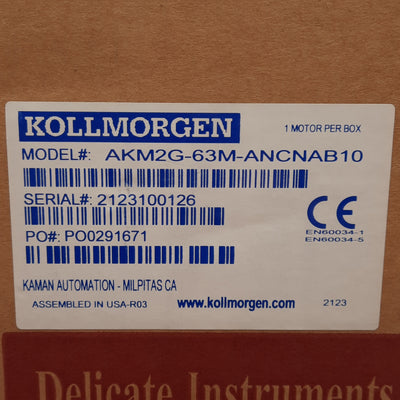 KOLLMORGEN
1 MOTOR PER BOX
MODEL#: AKM2G-63M-ANCNAB10
SERIAL#: 2123100126
CE
EN60034-1
EN60034-5
PO#: PO0291671
KAMAN AUTOMATION - MILPITAS CA
ASSEMBLED IN USA-R03
www.kollmorgen.com
2123
Delicate Instruments